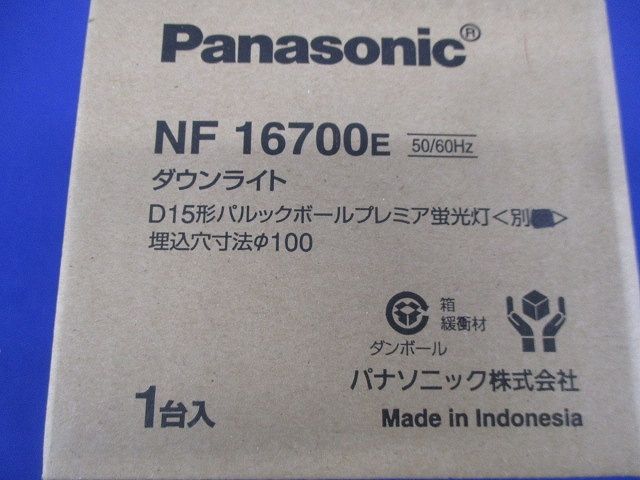 Panasonic®
NF 16700E 50/60Hz
ダウンライト
D15形パルックボールプレミア蛍光灯<別
埋込穴寸法φ100
箱
緩衝材
ダンボール
パナソニック株式会社
1台入
Made in Indonesia